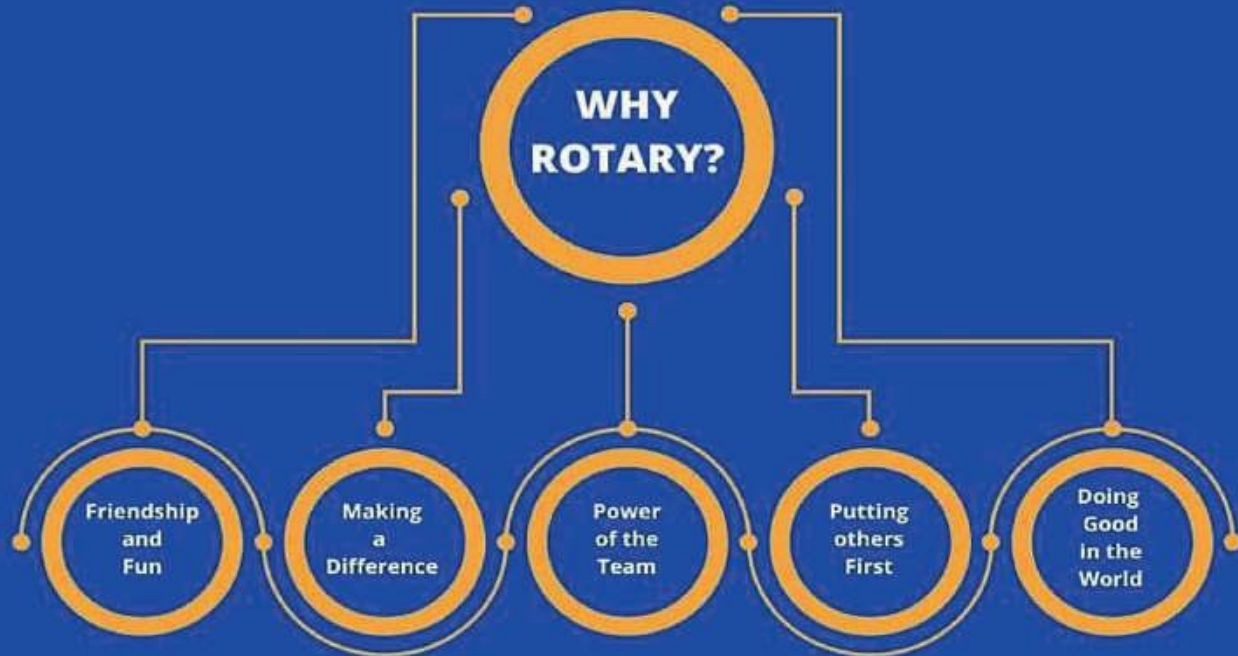 WHY
ROTARY?
Friendship
and
Fun
Making
a
Difference
Power
of the
Team
Putting
others
First
Doing
Good
in the
World